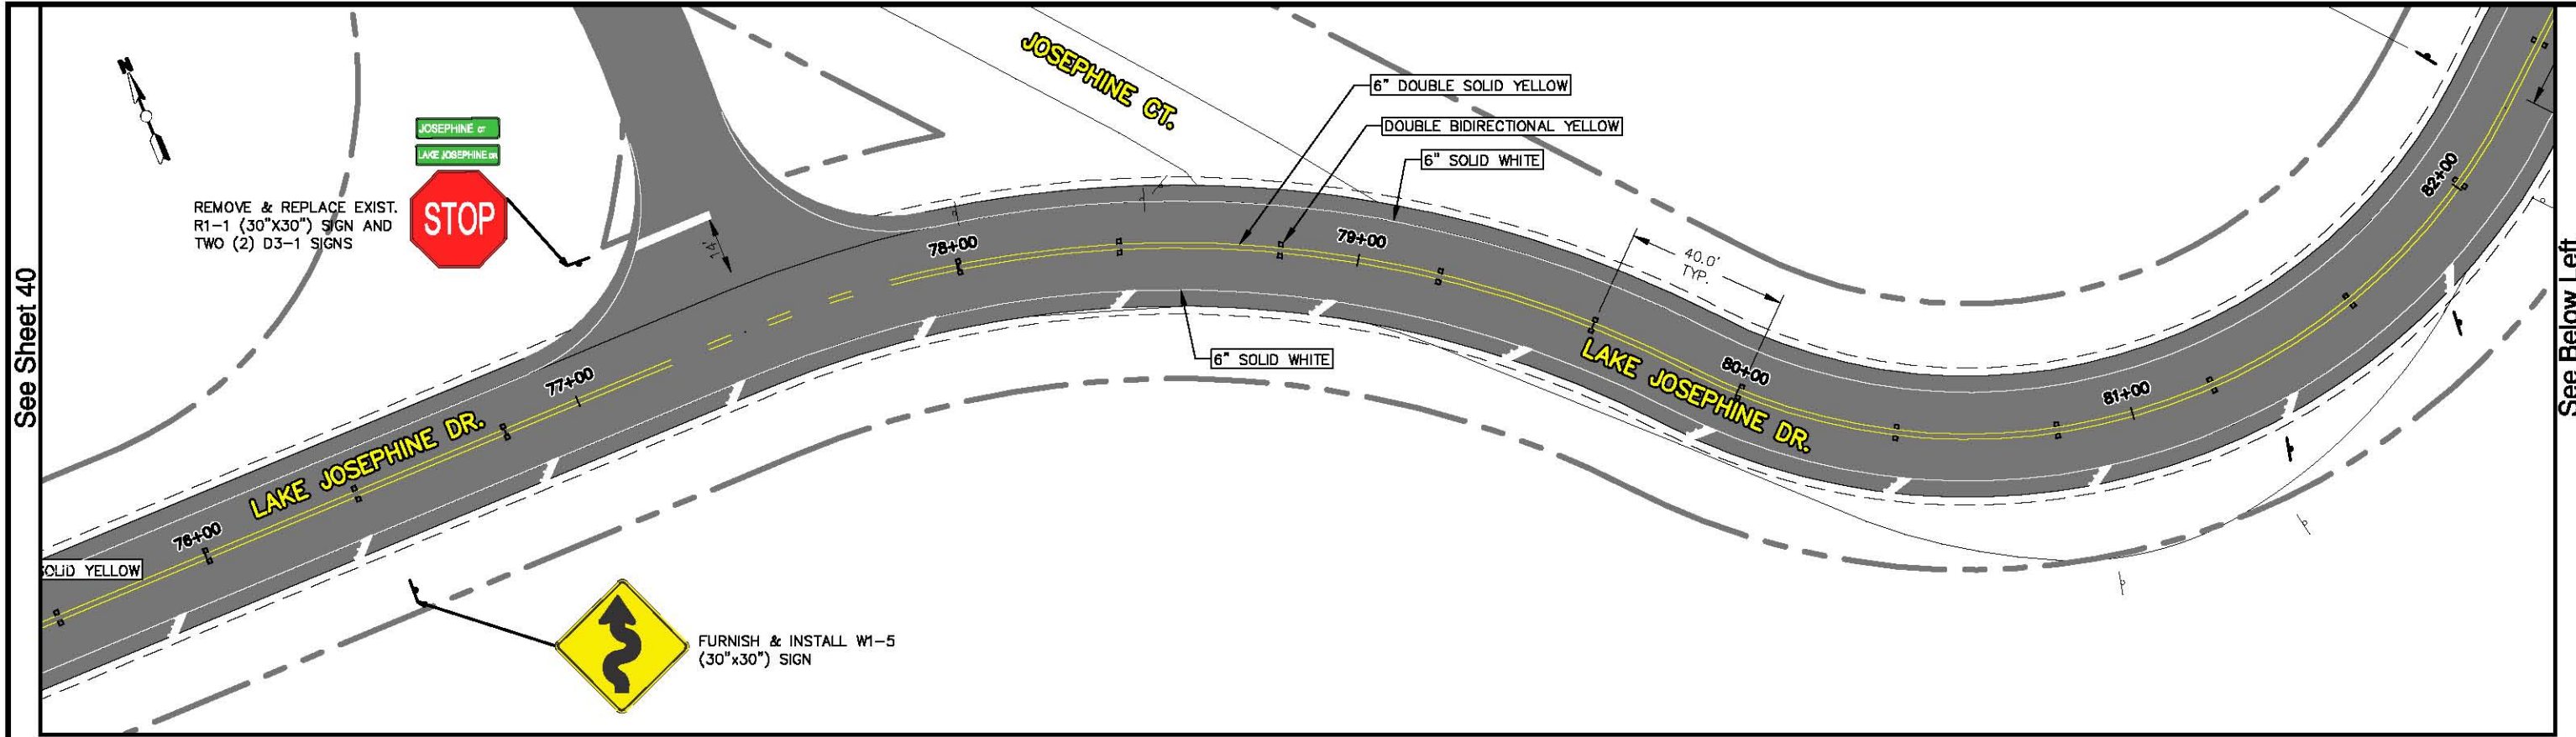 See Sheet 40
N
JOSEPHINE CT
LAKE JOSEPHINE DR
STOP
REMOVE & REPLACE EXIST.
R1-1 (30"X30") SIGN AND
TWO (2) D3-1 SIGNS
14'
JOSEPHINE CT.
6" DOUBLE SOLID YELLOW
DOUBLE BIDIRECTIONAL YELLOW
6" SOLID WHITE
78+00
79+00
40.0'
TYP.
82+00
6" SOLID WHITE
77+00
LAKE JOSEPHINE DR.
80+00
LAKE JOSEPHINE DR.
81+00
76+00
SOLID YELLOW
FURNISH & INSTALL W1-5
(30"x30") SIGN
See Below Left